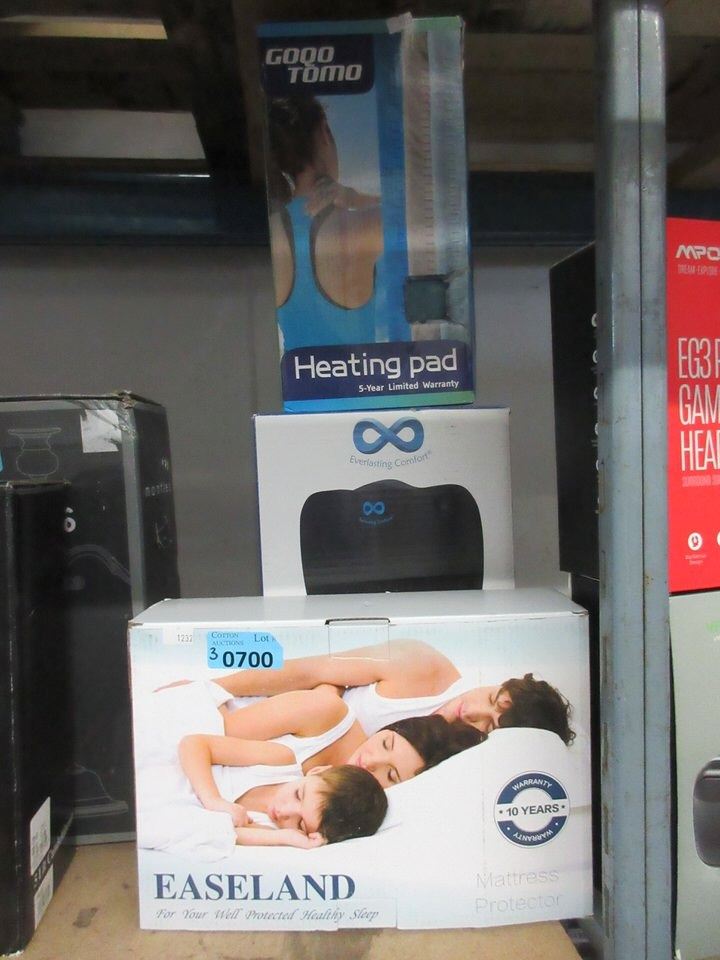 GOQO
TOMO
Heating pad
5-Year Limited Warranty
Everlasting Comfort®
1232
COTTON
AUCTIONS
Lot
3 0700
WARRANTY
10 YEARS
WARRANTY
EASELAND
For Your Well Protected Healthy Sleep
Mattress
Protector
MPO
EG3
GAM
HEA